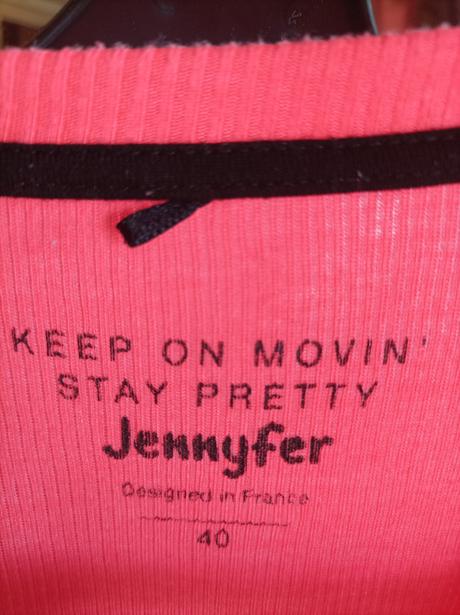 KEEP ON MOVIN'
STAY PRETTY
Jennyfer
Designed in France
40